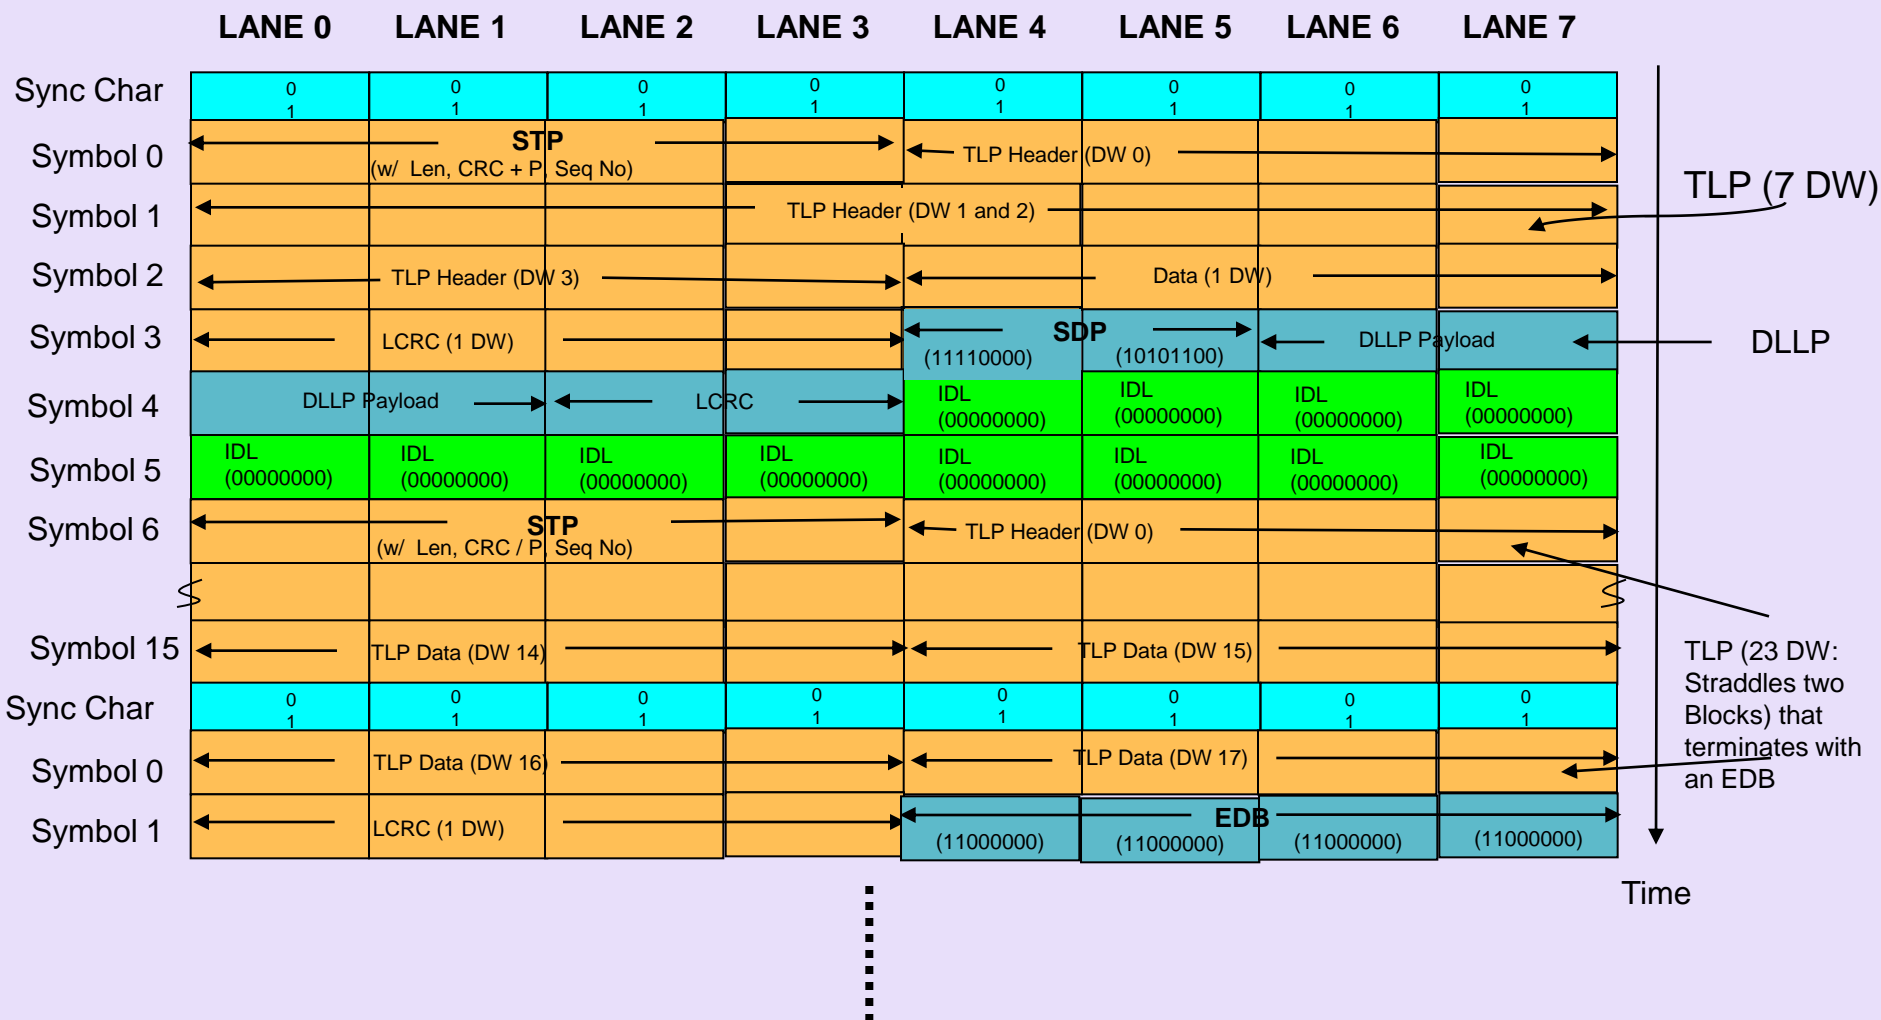 LANE 0 LANE 1 LANE 2 LANE 3 LANE 4 LANE 5 LANE 6 LANE 7
Sync Char 0 0 0 0 0 0 0 0
1 1 1 1 1 1 1 1
Symbol 0 STP TLP Header (DW 0)
(w/ Len, CRC + P, Seq No)
Symbol 1 TLP Header (DW 1 and 2) TLP (7 DW)
Symbol 2 TLP Header (DW 3) Data (1 DW)
Symbol 3 LCRC (1 DW) SDP DLLP Payload DLLP
(11110000) (10101100)
Symbol 4 DLLP Payload LCRC IDL IDL IDL IDL
(00000000) (00000000) (00000000) (00000000)
Symbol 5 IDL IDL IDL IDL IDL IDL IDL IDL
(00000000) (00000000) (00000000) (00000000) (00000000) (00000000) (00000000) (00000000)
Symbol 6 STP TLP Header (DW 0)
(w/ Len, CRC / P, Seq No)
Symbol 15 TLP Data (DW 14) TLP Data (DW 15)
TLP (23 DW:
Straddles two
Blocks) that
terminates with
an EDB
Sync Char 0 0 0 0 0 0 0 0
1 1 1 1 1 1 1 1
Symbol 0 TLP Data (DW 16) TLP Data (DW 17)
Symbol 1 LCRC (1 DW) EDB
(11000000) (11000000) (11000000) (11000000)
Time